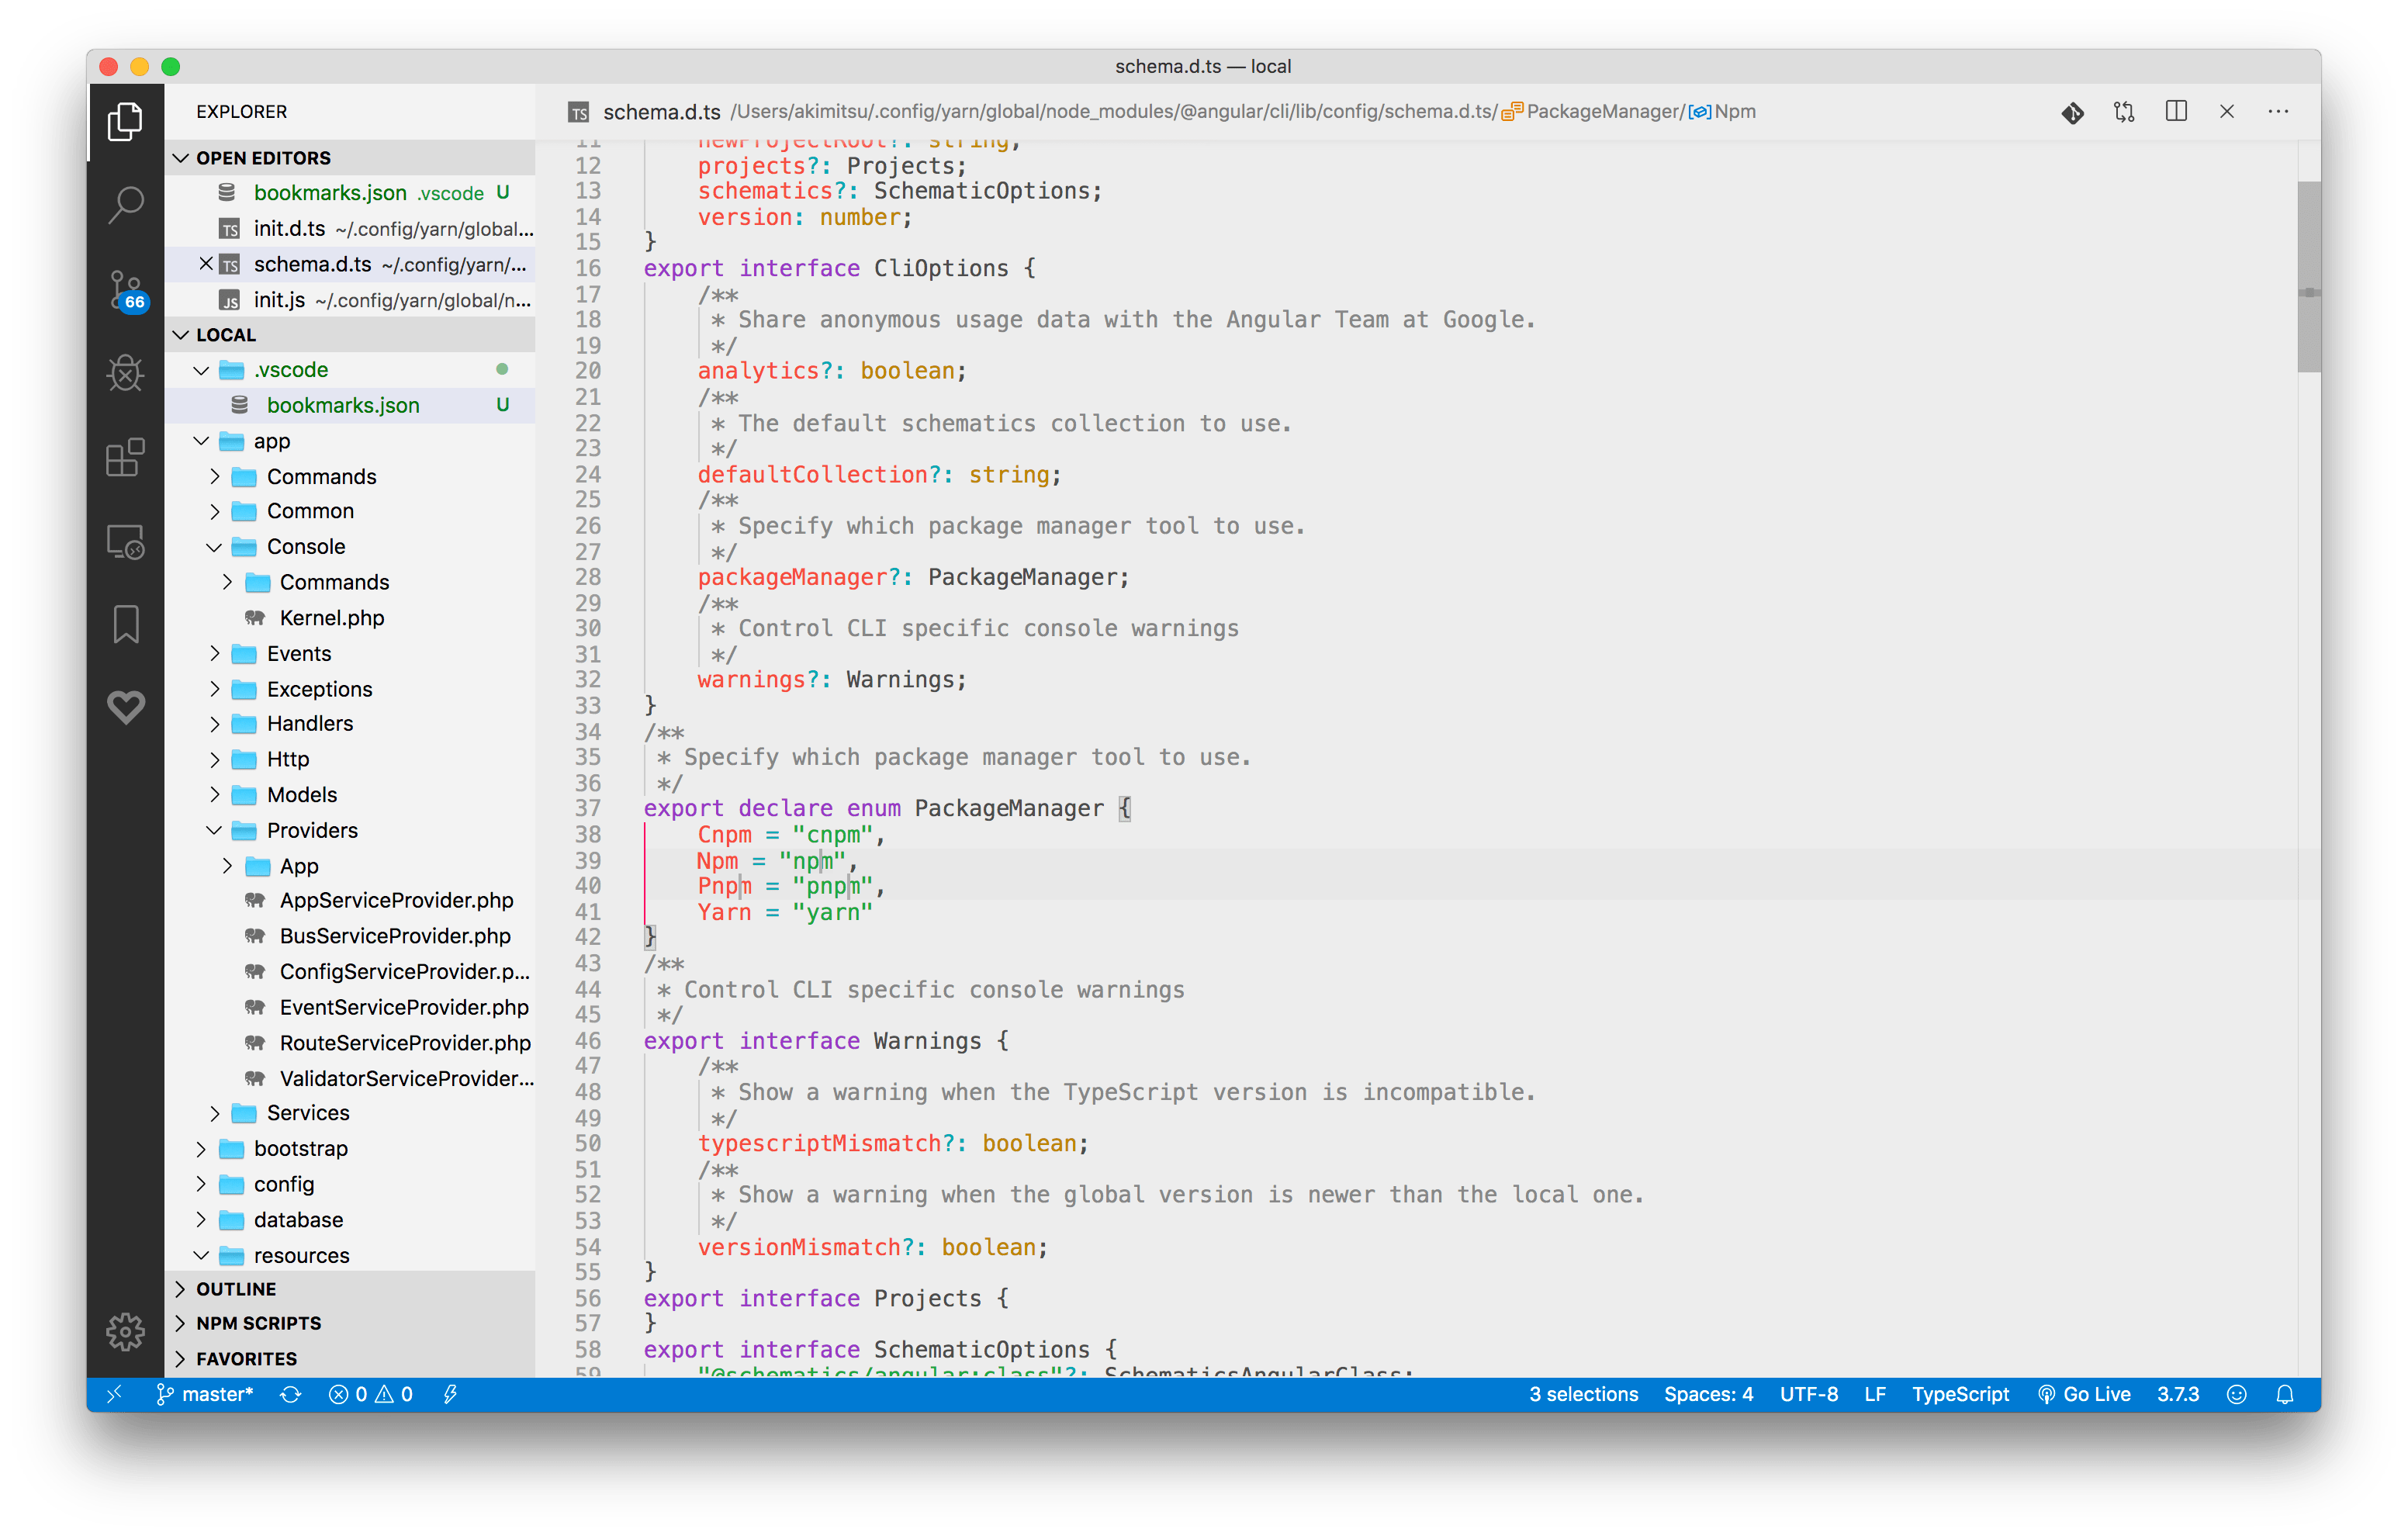 schema.d.ts — local
EXPLORER
OPEN EDITORS
bookmarks.json .vscode U
TS init.d.ts ~/.config/yarn/global...
TS schema.d.ts ~/.config/yarn/...
JS init.js ~/.config/yarn/global/n...
LOCAL
.vscode
bookmarks.json U
app
Commands
Common
Console
Commands
Kernel.php
Events
Exceptions
Handlers
Http
Models
Providers
App
AppServiceProvider.php
BusServiceProvider.php
ConfigServiceProvider.p...
EventServiceProvider.php
RouteServiceProvider.php
ValidatorServiceProvider...
Services
bootstrap
config
database
resources
OUTLINE
NPM SCRIPTS
FAVORITES
66
TS schema.d.ts /Users/akimitsu/.config/yarn/global/node_modules/@angular/cli/lib/config/schema.d.ts/PackageManager/Npm
11 newProjectRoot?: string;
12 projects?: Projects;
13 schematics?: SchematicOptions;
14 version: number;
15 }
16 export interface CliOptions {
17 /**
18 * Share anonymous usage data with the Angular Team at Google.
19 */
20 analytics?: boolean;
21 /**
22 * The default schematics collection to use.
23 */
24 defaultCollection?: string;
25 /**
26 * Specify which package manager tool to use.
27 */
28 packageManager?: PackageManager;
29 /**
30 * Control CLI specific console warnings
31 */
32 warnings?: Warnings;
33 }
34 /**
35 * Specify which package manager tool to use.
36 */
37 export declare enum PackageManager {
38 Cnpm = "cnpm",
39 Npm = "npm",
40 Pnpm = "pnpm",
41 Yarn = "yarn"
42 }
43 /**
44 * Control CLI specific console warnings
45 */
46 export interface Warnings {
47 /**
48 * Show a warning when the TypeScript version is incompatible.
49 */
50 typescriptMismatch?: boolean;
51 /**
52 * Show a warning when the global version is newer than the local one.
53 */
54 versionMismatch?: boolean;
55 }
56 export interface Projects {
57 }
58 export interface SchematicOptions {
59 "@schematics/angular:class"?: SchematicsAngularClass;
master* 0 0 3 selections Spaces: 4 UTF-8 LF TypeScript Go Live 3.7.3